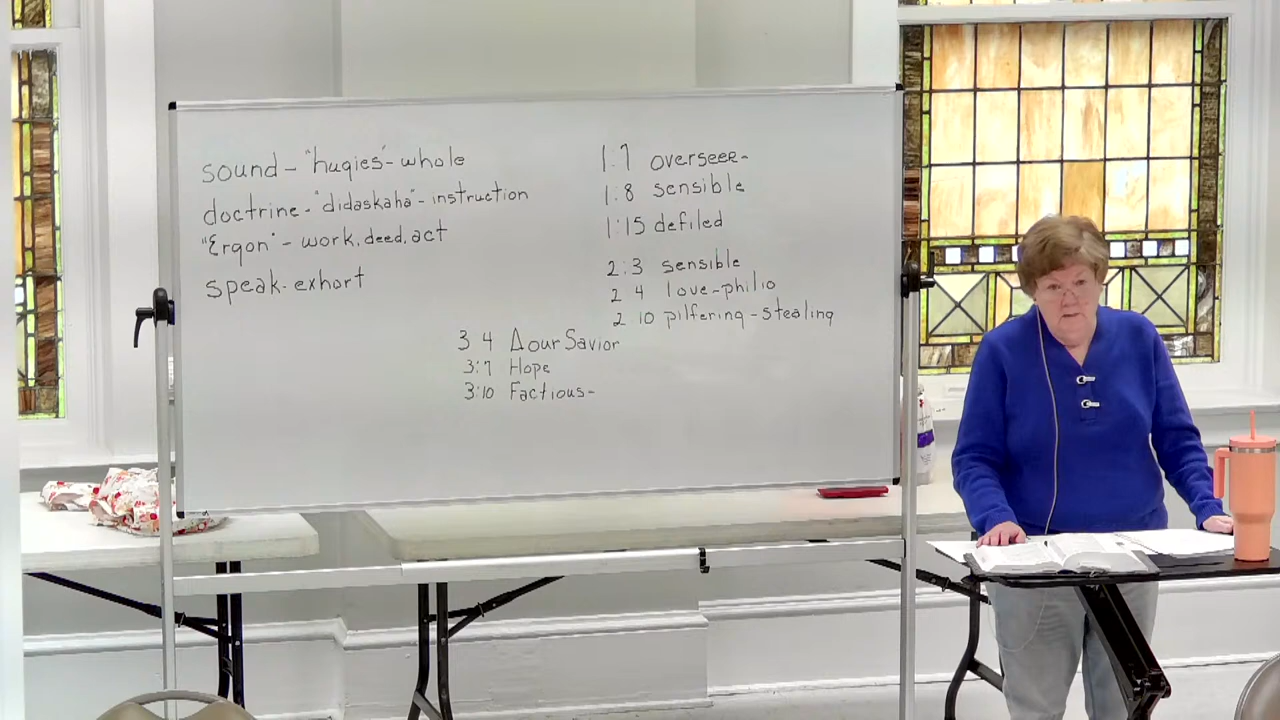 sound - "hugies" - whole
doctrine - "didaskaha" - instruction
"Ergon" - work, deed, act
speak - exhort
1:7 overseer-
1:8 sensible
1:15 defiled
2:3 sensible
2 4 love-philio
2 10 pilfering - stealing
3 4 Δ our Savior
3:7 Hope
3:10 Factious-